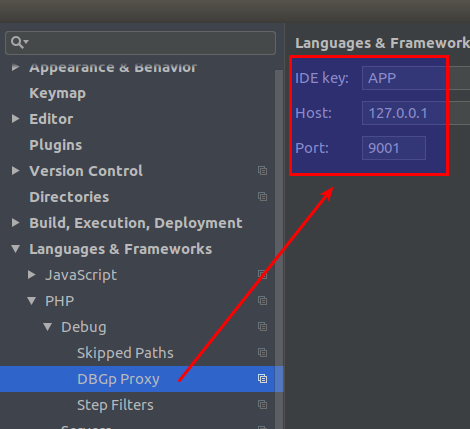 Appearance & Behavior
Keymap
Editor
Plugins
Version Control
Directories
Build, Execution, Deployment
Languages & Frameworks
JavaScript
PHP
Debug
Skipped Paths
DBGp Proxy
Step Filters
Servers
Languages & Framework
IDE key: APP
Host: 127.0.0.1
Port: 9001